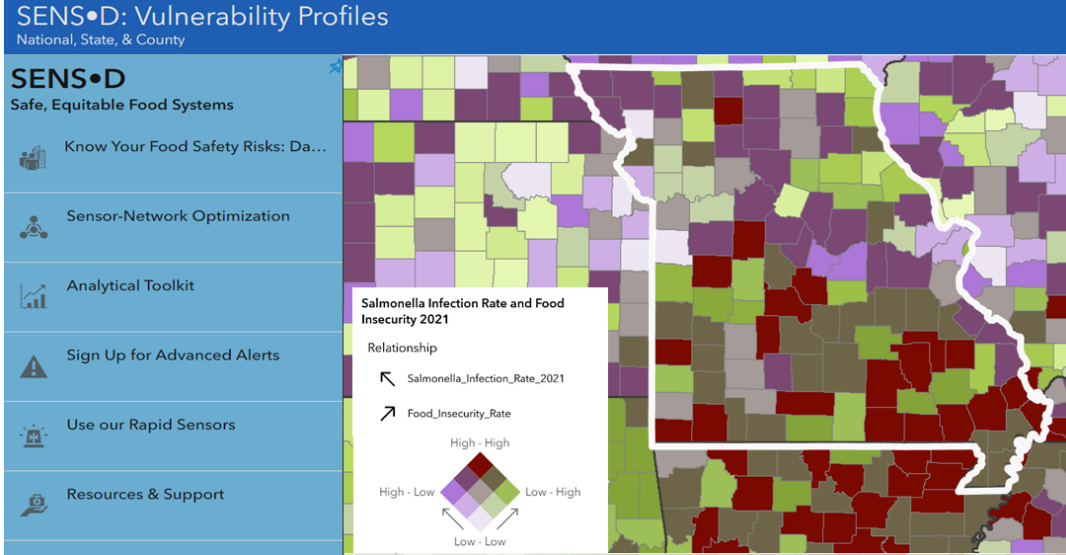 SENS•D: Vulnerability Profiles
National, State, & County
SENS•D
Safe, Equitable Food Systems
Know Your Food Safety Risks: Da...
Sensor-Network Optimization
Analytical Toolkit
Sign Up for Advanced Alerts
Use our Rapid Sensors
Resources & Support
Salmonella Infection Rate and Food
Insecurity 2021
Relationship
Salmonella_Infection_Rate_2021
Food_Insecurity_Rate
High - High
High - Low
Low - High
Low - Low